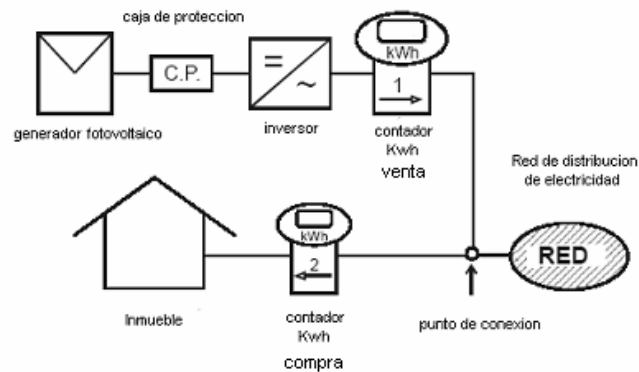 caja de proteccion
kWh
C.P.
=
~
1
generador fotovoltaico
inversor
contador
Kwh
venta
Red de distribucion
de electricidad
kWh
2
RED
Inmueble
contador
Kwh
compra
punto de conexion